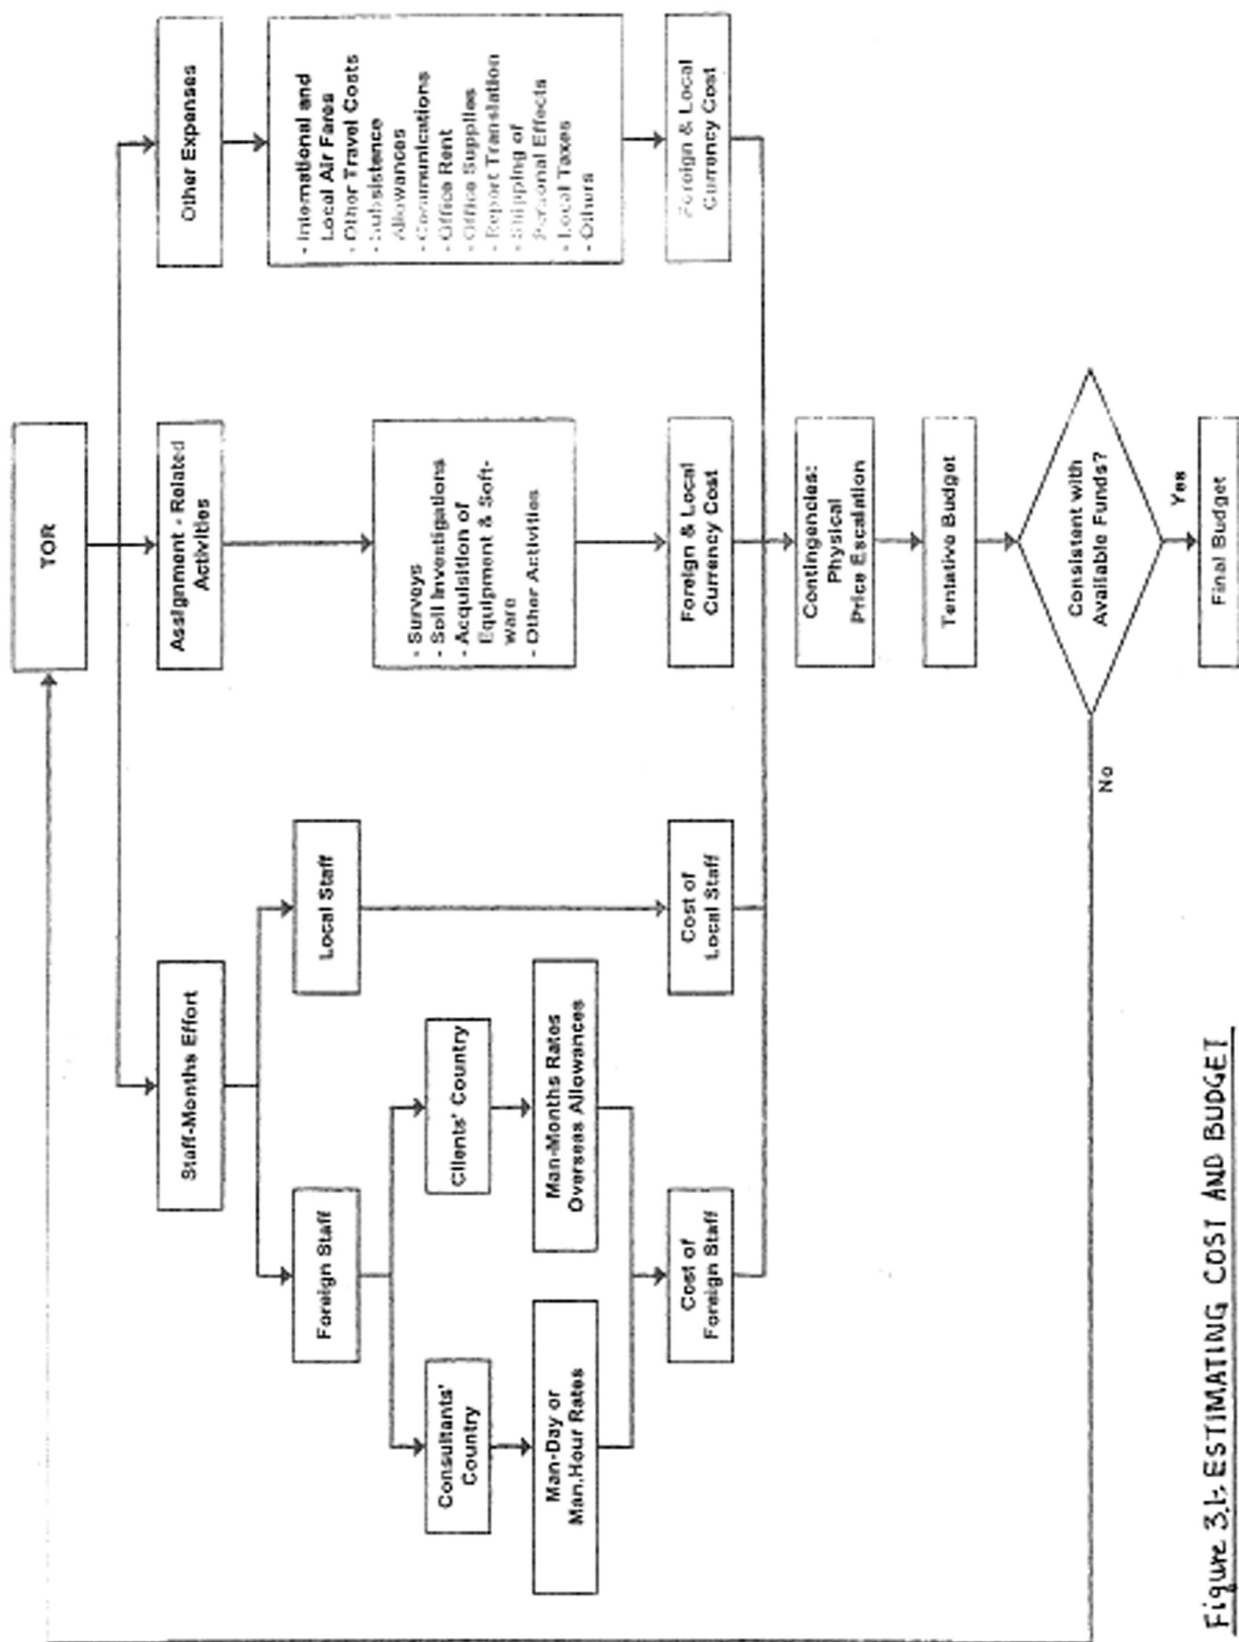 TOR
Staff-Months Effort
Assignment - Related
Activities
Other Expenses
Foreign Staff
Local Staff
Consultants'
Country
Clients' Country
Man-Day or
Man.Hour Rates
Man-Months Rates
Overseas Allowances
- Surveys
- Soil Investigations
- Acquisition of
Equipment & Soft-
ware
- Other Activities
- International and
Local Air Fares
- Other Travel Costs
- Subsistence
Allowances
- Communications
- Office Rent
- Office Supplies
- Report Translation
- Shipping of
Personal Effects
- Local Taxes
- Others
Cost of
Foreign Staff
Cost of
Local Staff
Foreign & Local
Currency Cost
Foreign & Local
Currency Cost
Contingencies:
Physical
Price Escalation
Tentative Budget
Consistent with
Available Funds?
No
Yes
Final Budget
Figure 3.1: ESTIMATING COST AND BUDGET